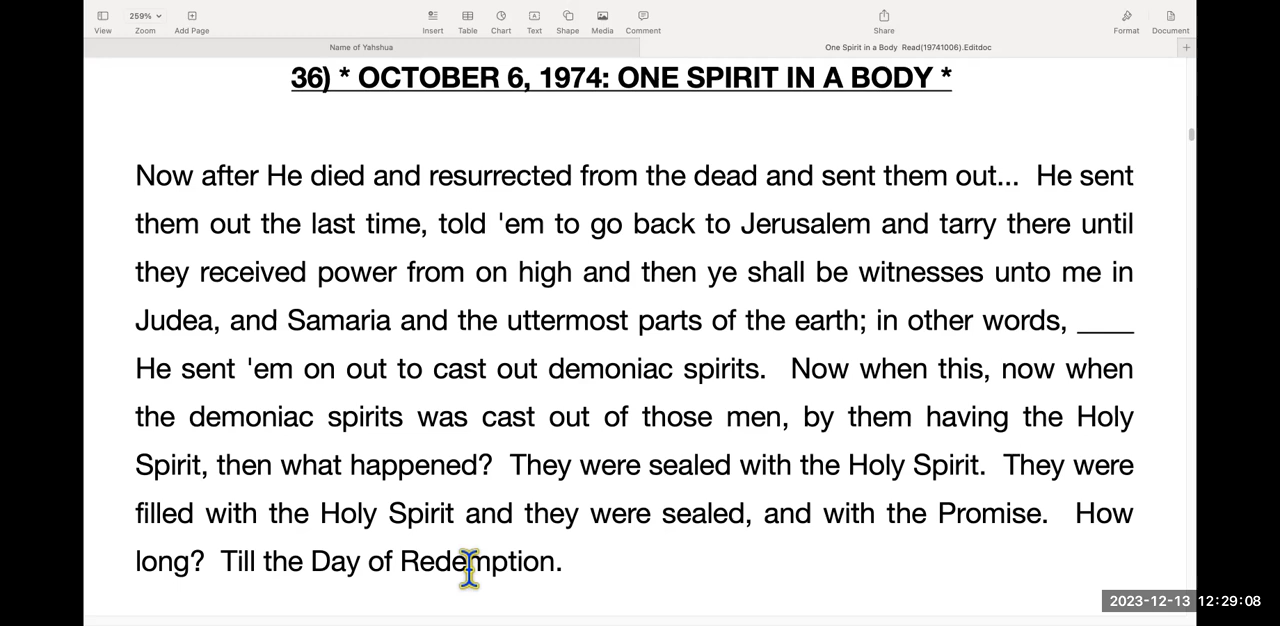 259%
View Zoom Add Page Insert Table Chart Text Shape Media Comment Share Format Document
Name of Yahshua One Spirit in a Body Read(19741006).Editdoc
36) * OCTOBER 6, 1974: ONE SPIRIT IN A BODY *
Now after He died and resurrected from the dead and sent them out... He sent
them out the last time, told 'em to go back to Jerusalem and tarry there until
they received power from on high and then ye shall be witnesses unto me in
Judea, and Samaria and the uttermost parts of the earth; in other words, ____
He sent 'em on out to cast out demoniac spirits. Now when this, now when
the demoniac spirits was cast out of those men, by them having the Holy
Spirit, then what happened? They were sealed with the Holy Spirit. They were
filled with the Holy Spirit and they were sealed, and with the Promise. How
long? Till the Day of Redemption.
2023-12-13 12:29:08